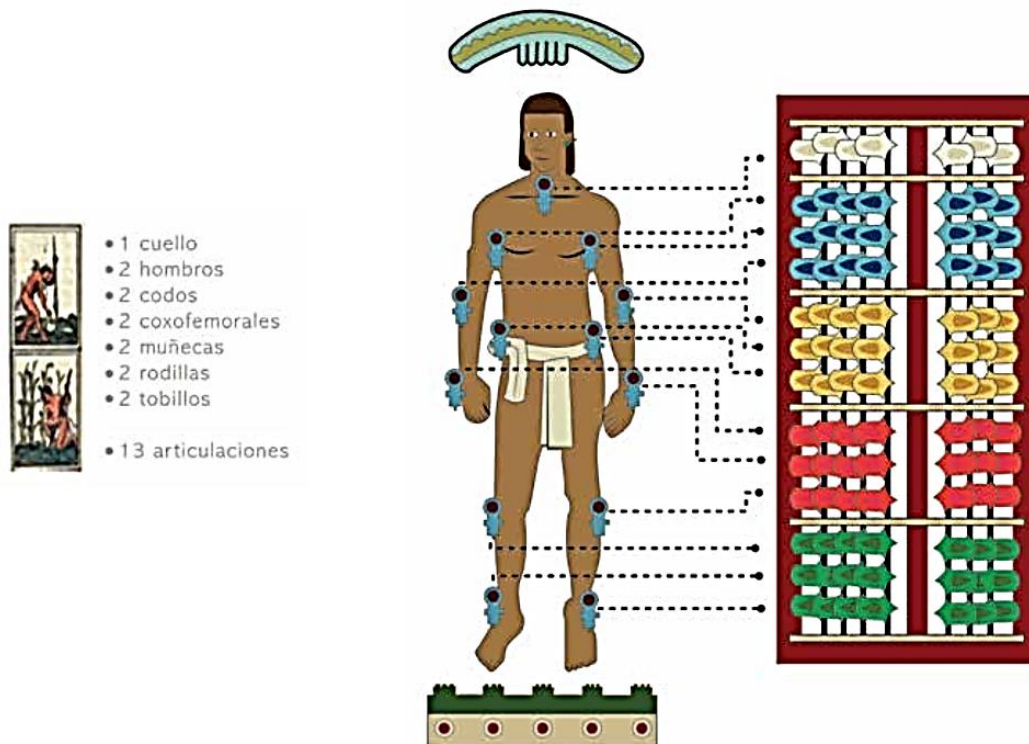 • 1 cuello
• 2 hombros
• 2 codos
• 2 coxofemorales
• 2 muñecas
• 2 rodillas
• 2 tobillos
• 13 articulaciones